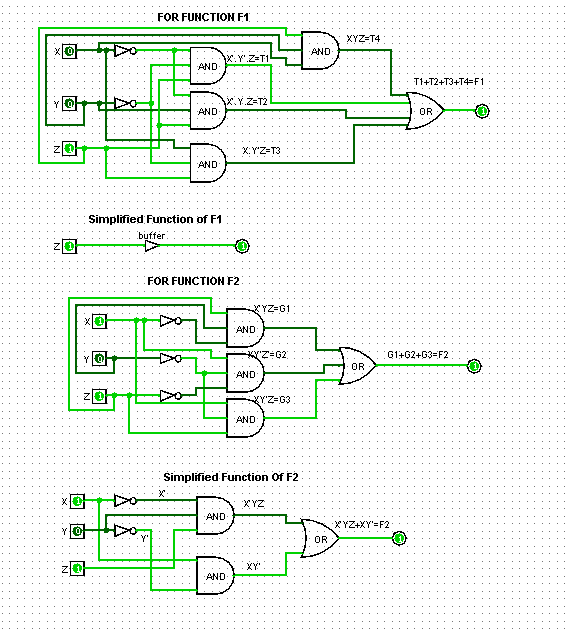 FOR FUNCTION F1
XYZ=T4
X
AND
X'.Y'.Z=T1
T1+T2+T3+T4=F1
AND
Y
X'.Y.Z=T2
AND
OR
Z
X.Y'Z=T3
AND
Simplified Function of F1
buffer
Z
FOR FUNCTION F2
X'YZ=G1
X
AND
Y
XY'Z'=G2
G1+G2+G3=F2
AND
OR
Z
XY'Z=G3
AND
Simplified Function Of F2
X
X'
X'YZ
AND
Y
Y'
X'YZ+XY'=F2
OR
Z
XY'
AND